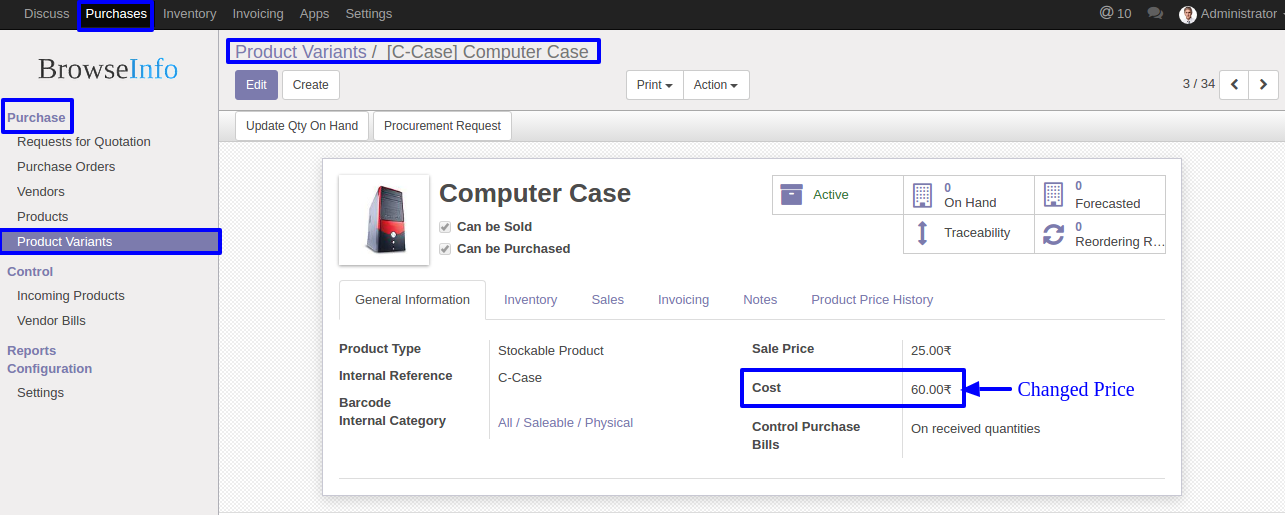 Discuss Purchases Inventory Invoicing Apps Settings @ 10 Administrator
BrowseInfo
Product Variants / [C-Case] Computer Case
Edit Create Print Action 3 / 34
Update Qty On Hand Procurement Request
Purchase
Requests for Quotation
Purchase Orders
Vendors
Products
Product Variants
Control
Incoming Products
Vendor Bills
Reports
Configuration
Settings
Computer Case
Can be Sold
Can be Purchased
Active
0
On Hand
0
Forecasted
Traceability
0
Reordering R...
General Information Inventory Sales Invoicing Notes Product Price History
Product Type Stockable Product
Internal Reference C-Case
Barcode
Internal Category All / Saleable / Physical
Sale Price 25.00₹
Cost 60.00₹ Changed Price
Control Purchase
Bills On received quantities